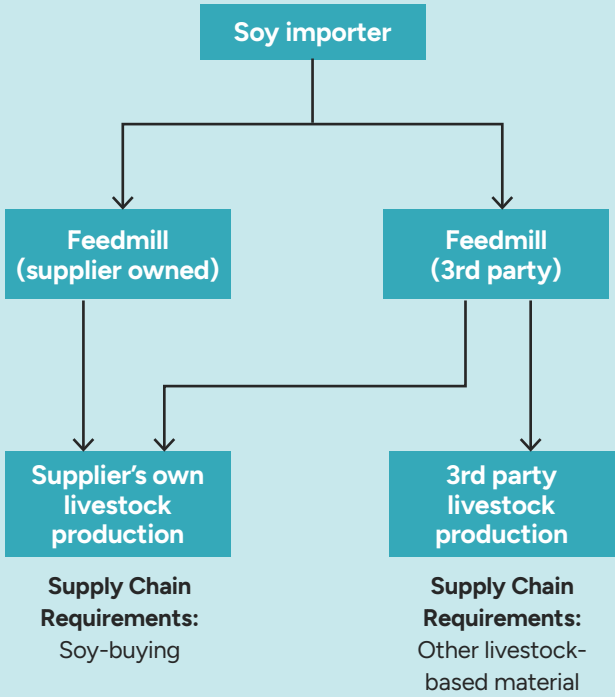 Soy importer
Feedmill
(supplier owned)
Feedmill
(3rd party)
Supplier’s own
livestock
production
3rd party
livestock
production
Supply Chain
Requirements:
Soy-buying
Supply Chain
Requirements:
Other livestock-
based material